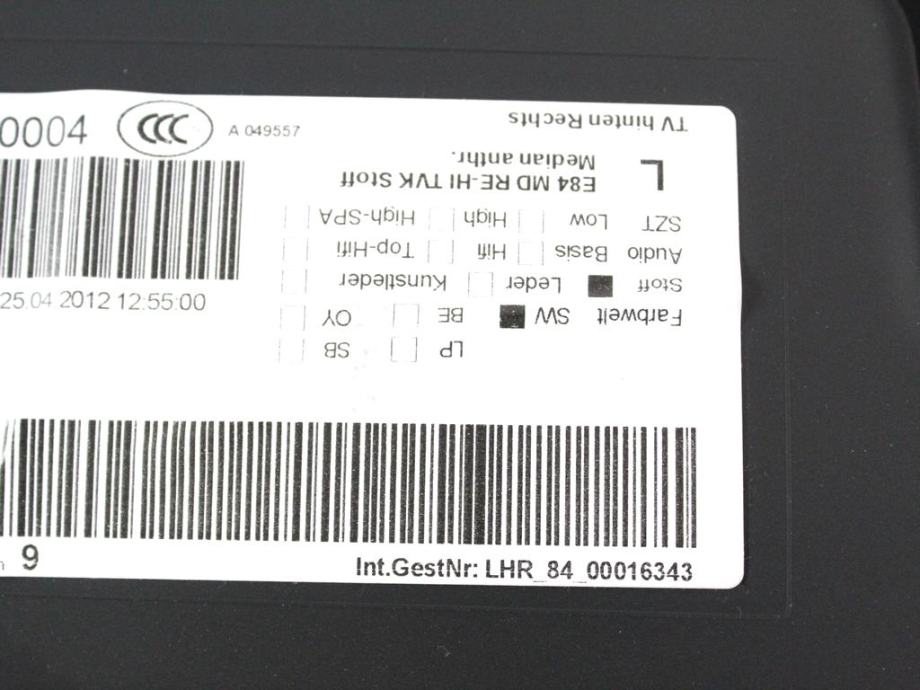 0004 CCC A 049557
25.04 2012 12:55:00
TV hinten Rechts
L
Median anthr.
E84 MD RE-HI TVK Stoff
SZT Low High High-SPA
Audio Basis Hifi Top-Hifi
Stoff Leder Kunstleder
Farbwelt SW BE OY
LP SB
9
Int.GestNr: LHR_84_00016343